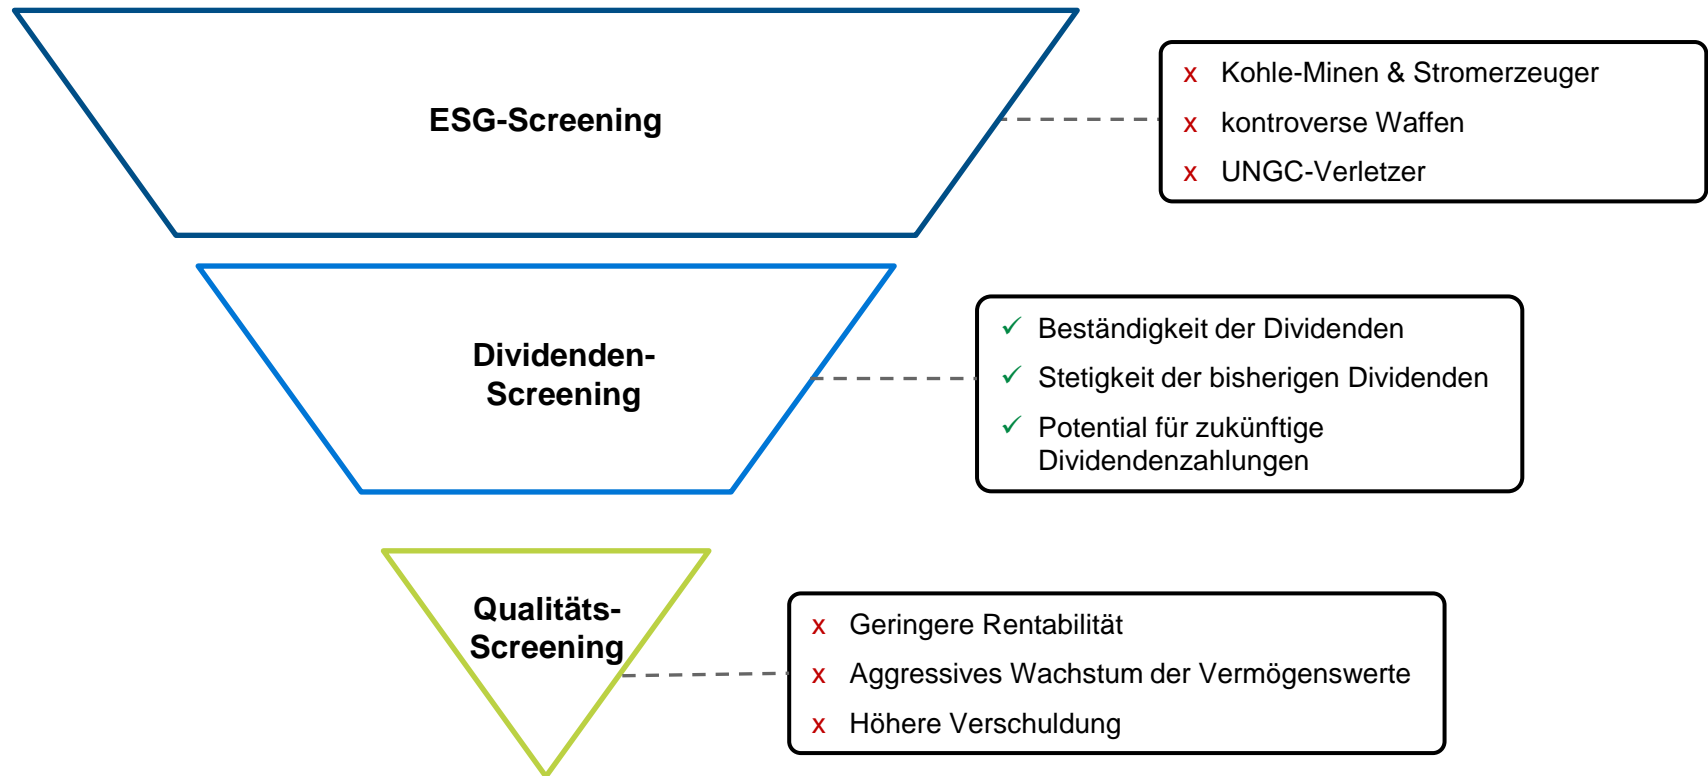 ESG-Screening
x Kohle-Minen & Stromerzeuger
x kontroverse Waffen
x UNGC-Verletzer
Dividenden-
Screening
✓ Beständigkeit der Dividenden
✓ Stetigkeit der bisherigen Dividenden
✓ Potential für zukünftige
Dividendenzahlungen
Qualitäts-
Screening
x Geringere Rentabilität
x Aggressives Wachstum der Vermögenswerte
x Höhere Verschuldung